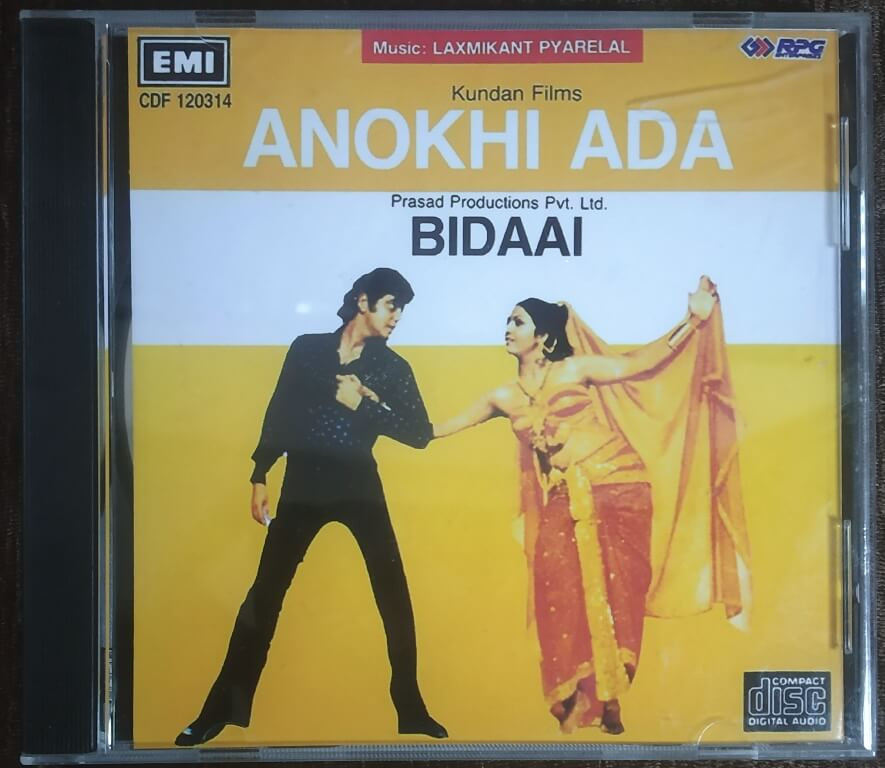 Music: LAXMIKANT PYARELAL
EMI
RPG
ENTERPRISES
CDF 120314
Kundan Films
ANOKHI ADA
Prasad Productions Pvt. Ltd.
BIDAAI
COMPACT
disc
DIGITAL AUDIO